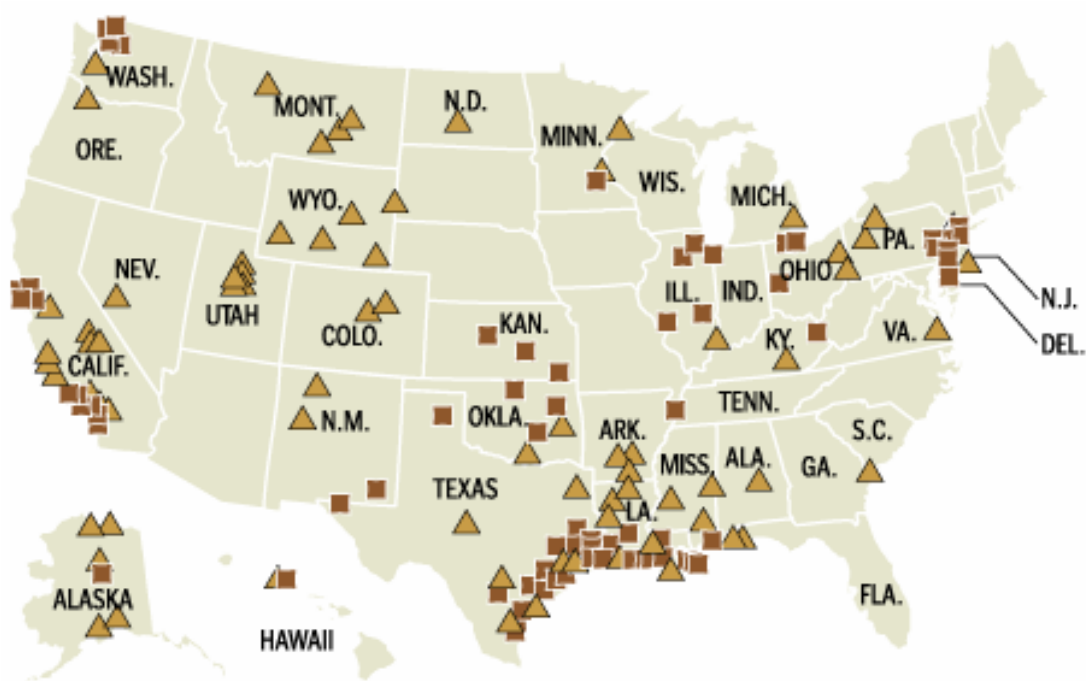 WASH.
MONT.
N.D.
MINN.
ORE.
WIS.
MICH.
WYO.
PA.
NEV.
OHIO
UTAH
ILL.
IND.
N.J.
COLO.
KAN.
KY.
VA.
DEL.
CALIF.
N.M.
OKLA.
TENN.
ARK.
S.C.
MISS.
ALA.
GA.
TEXAS
LA.
ALASKA
FLA.
HAWAII